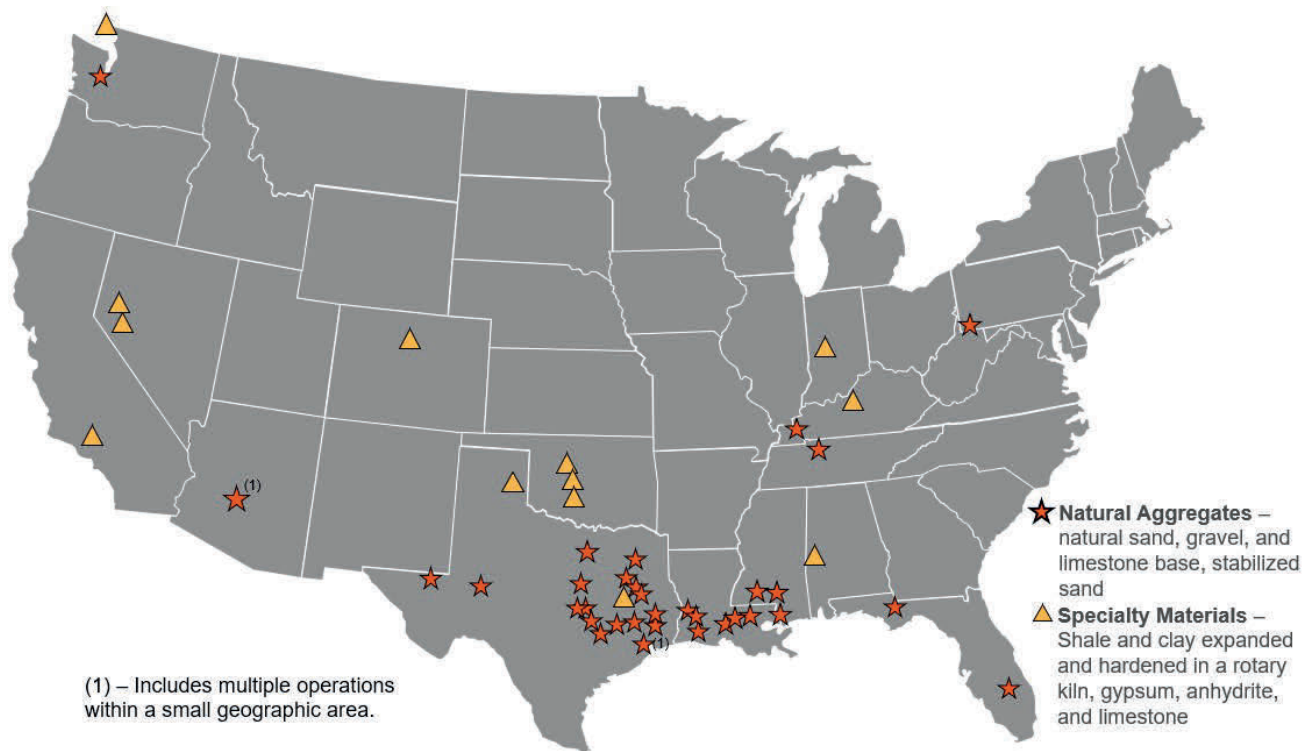 (1)
Natural Aggregates –
natural sand, gravel, and
limestone base, stabilized
sand
Specialty Materials –
Shale and clay expanded
and hardened in a rotary
kiln, gypsum, anhydrite,
and limestone
(1)
(1) – Includes multiple operations
within a small geographic area.